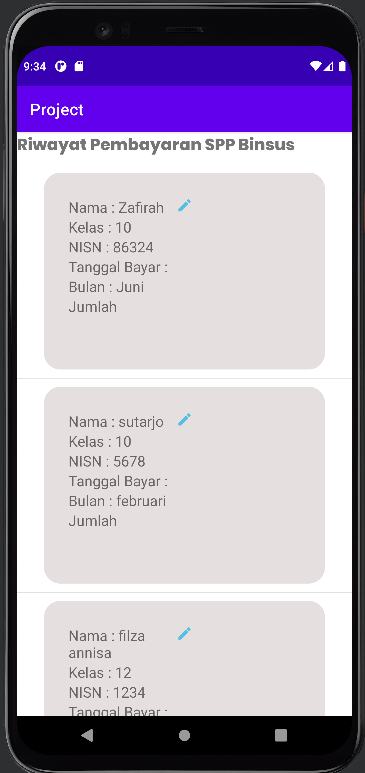 9:34
Project
Riwayat Pembayaran SPP Binsus
Nama : Zafirah
Kelas : 10
NISN : 86324
Tanggal Bayar :
Bulan : Juni
Jumlah
Nama : sutarjo
Kelas : 10
NISN : 5678
Tanggal Bayar :
Bulan : februari
Jumlah
Nama : filza
annisa
Kelas : 12
NISN : 1234
Tanggal Bayar :